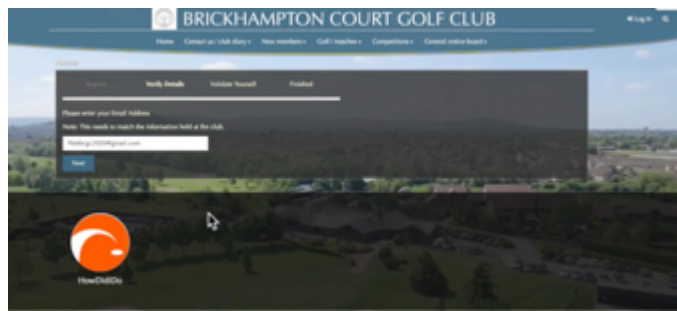 BRICKHAMPTON COURT GOLF CLUB
Log In
Home Contact us / club diary New members Golf / matches Competitions General notice board
Home
Register Verify Details Validate Yourself Finished
Please enter your Email Address
Note: This needs to match the information held at the club.
Next
HowDidiDo